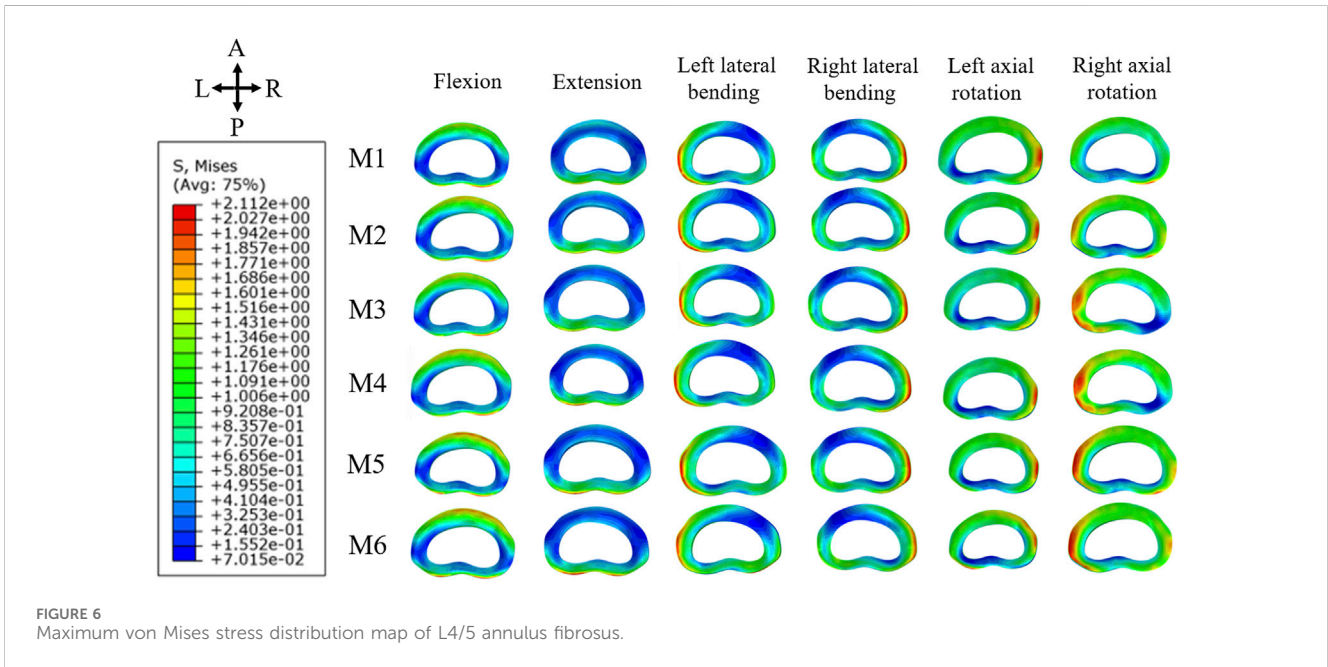 A
L R
P
Flexion
Extension
Left lateral
bending
Right lateral
bending
Left axial
rotation
Right axial
rotation
S, Mises
(Avg: 75%)
+2.112e+00
+2.027e+00
+1.942e+00
+1.857e+00
+1.771e+00
+1.686e+00
+1.601e+00
+1.516e+00
+1.431e+00
+1.346e+00
+1.261e+00
+1.176e+00
+1.091e+00
+1.006e+00
+9.208e-01
+8.357e-01
+7.507e-01
+6.656e-01
+5.805e-01
+4.955e-01
+4.104e-01
+3.253e-01
+2.403e-01
+1.552e-01
+7.015e-02
M1
M2
M3
M4
M5
M6
FIGURE 6
Maximum von Mises stress distribution map of L4/5 annulus fibrosus.